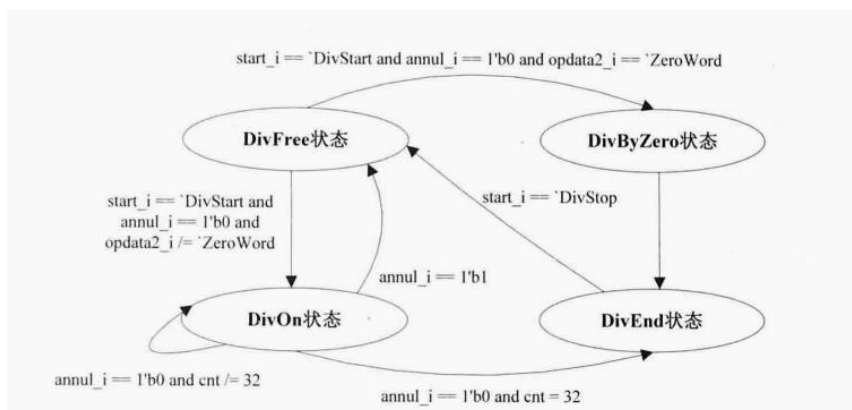 start_i == `DivStart and annul_i == 1'b0 and opdata2_i == `ZeroWord
DivFree状态
DivByZero状态
start_i == `DivStart and
annul_i == 1'b0 and
opdata2_i /= `ZeroWord
start_i == `DivStop
annul_i == 1'b1
DivOn状态
DivEnd状态
annul_i == 1'b0 and cnt /= 32
annul_i == 1'b0 and cnt = 32